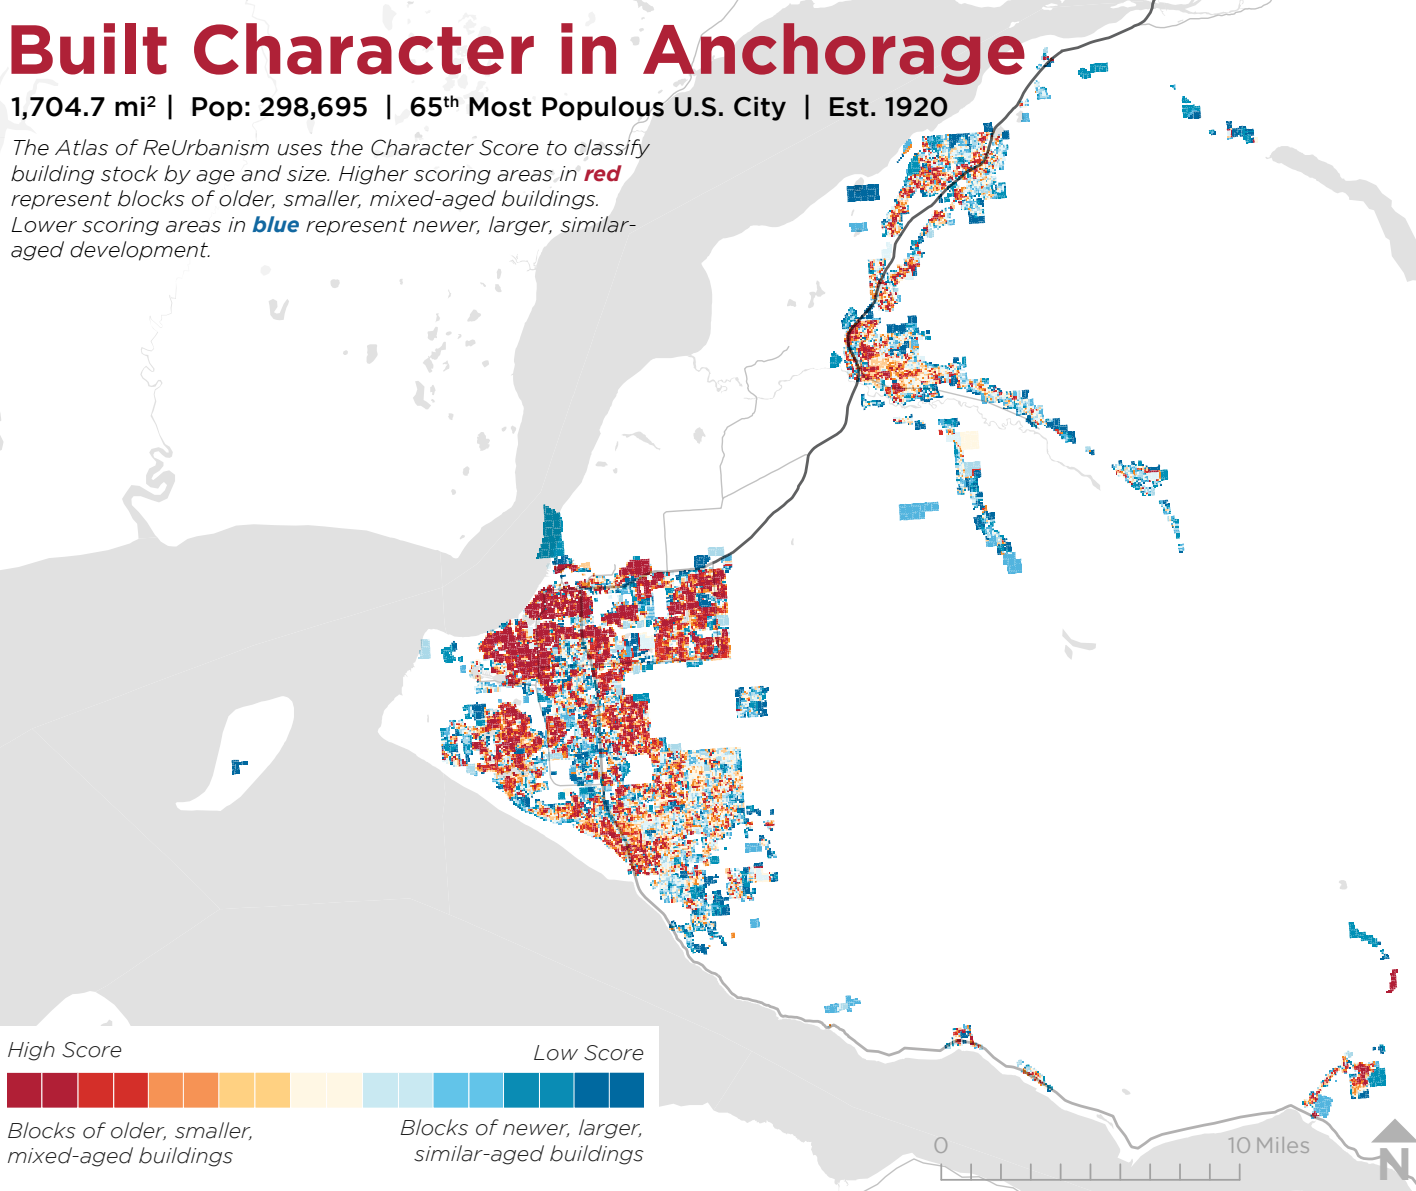 Built Character in Anchorage
1,704.7 mi² | Pop: 298,695 | 65th Most Populous U.S. City | Est. 1920
The Atlas of ReUrbanism uses the Character Score to classify
building stock by age and size. Higher scoring areas in red
represent blocks of older, smaller, mixed-aged buildings.
Lower scoring areas in blue represent newer, larger, similar-
aged development.
High Score
Low Score
Blocks of older, smaller,
mixed-aged buildings
Blocks of newer, larger,
similar-aged buildings
0
10 Miles
N